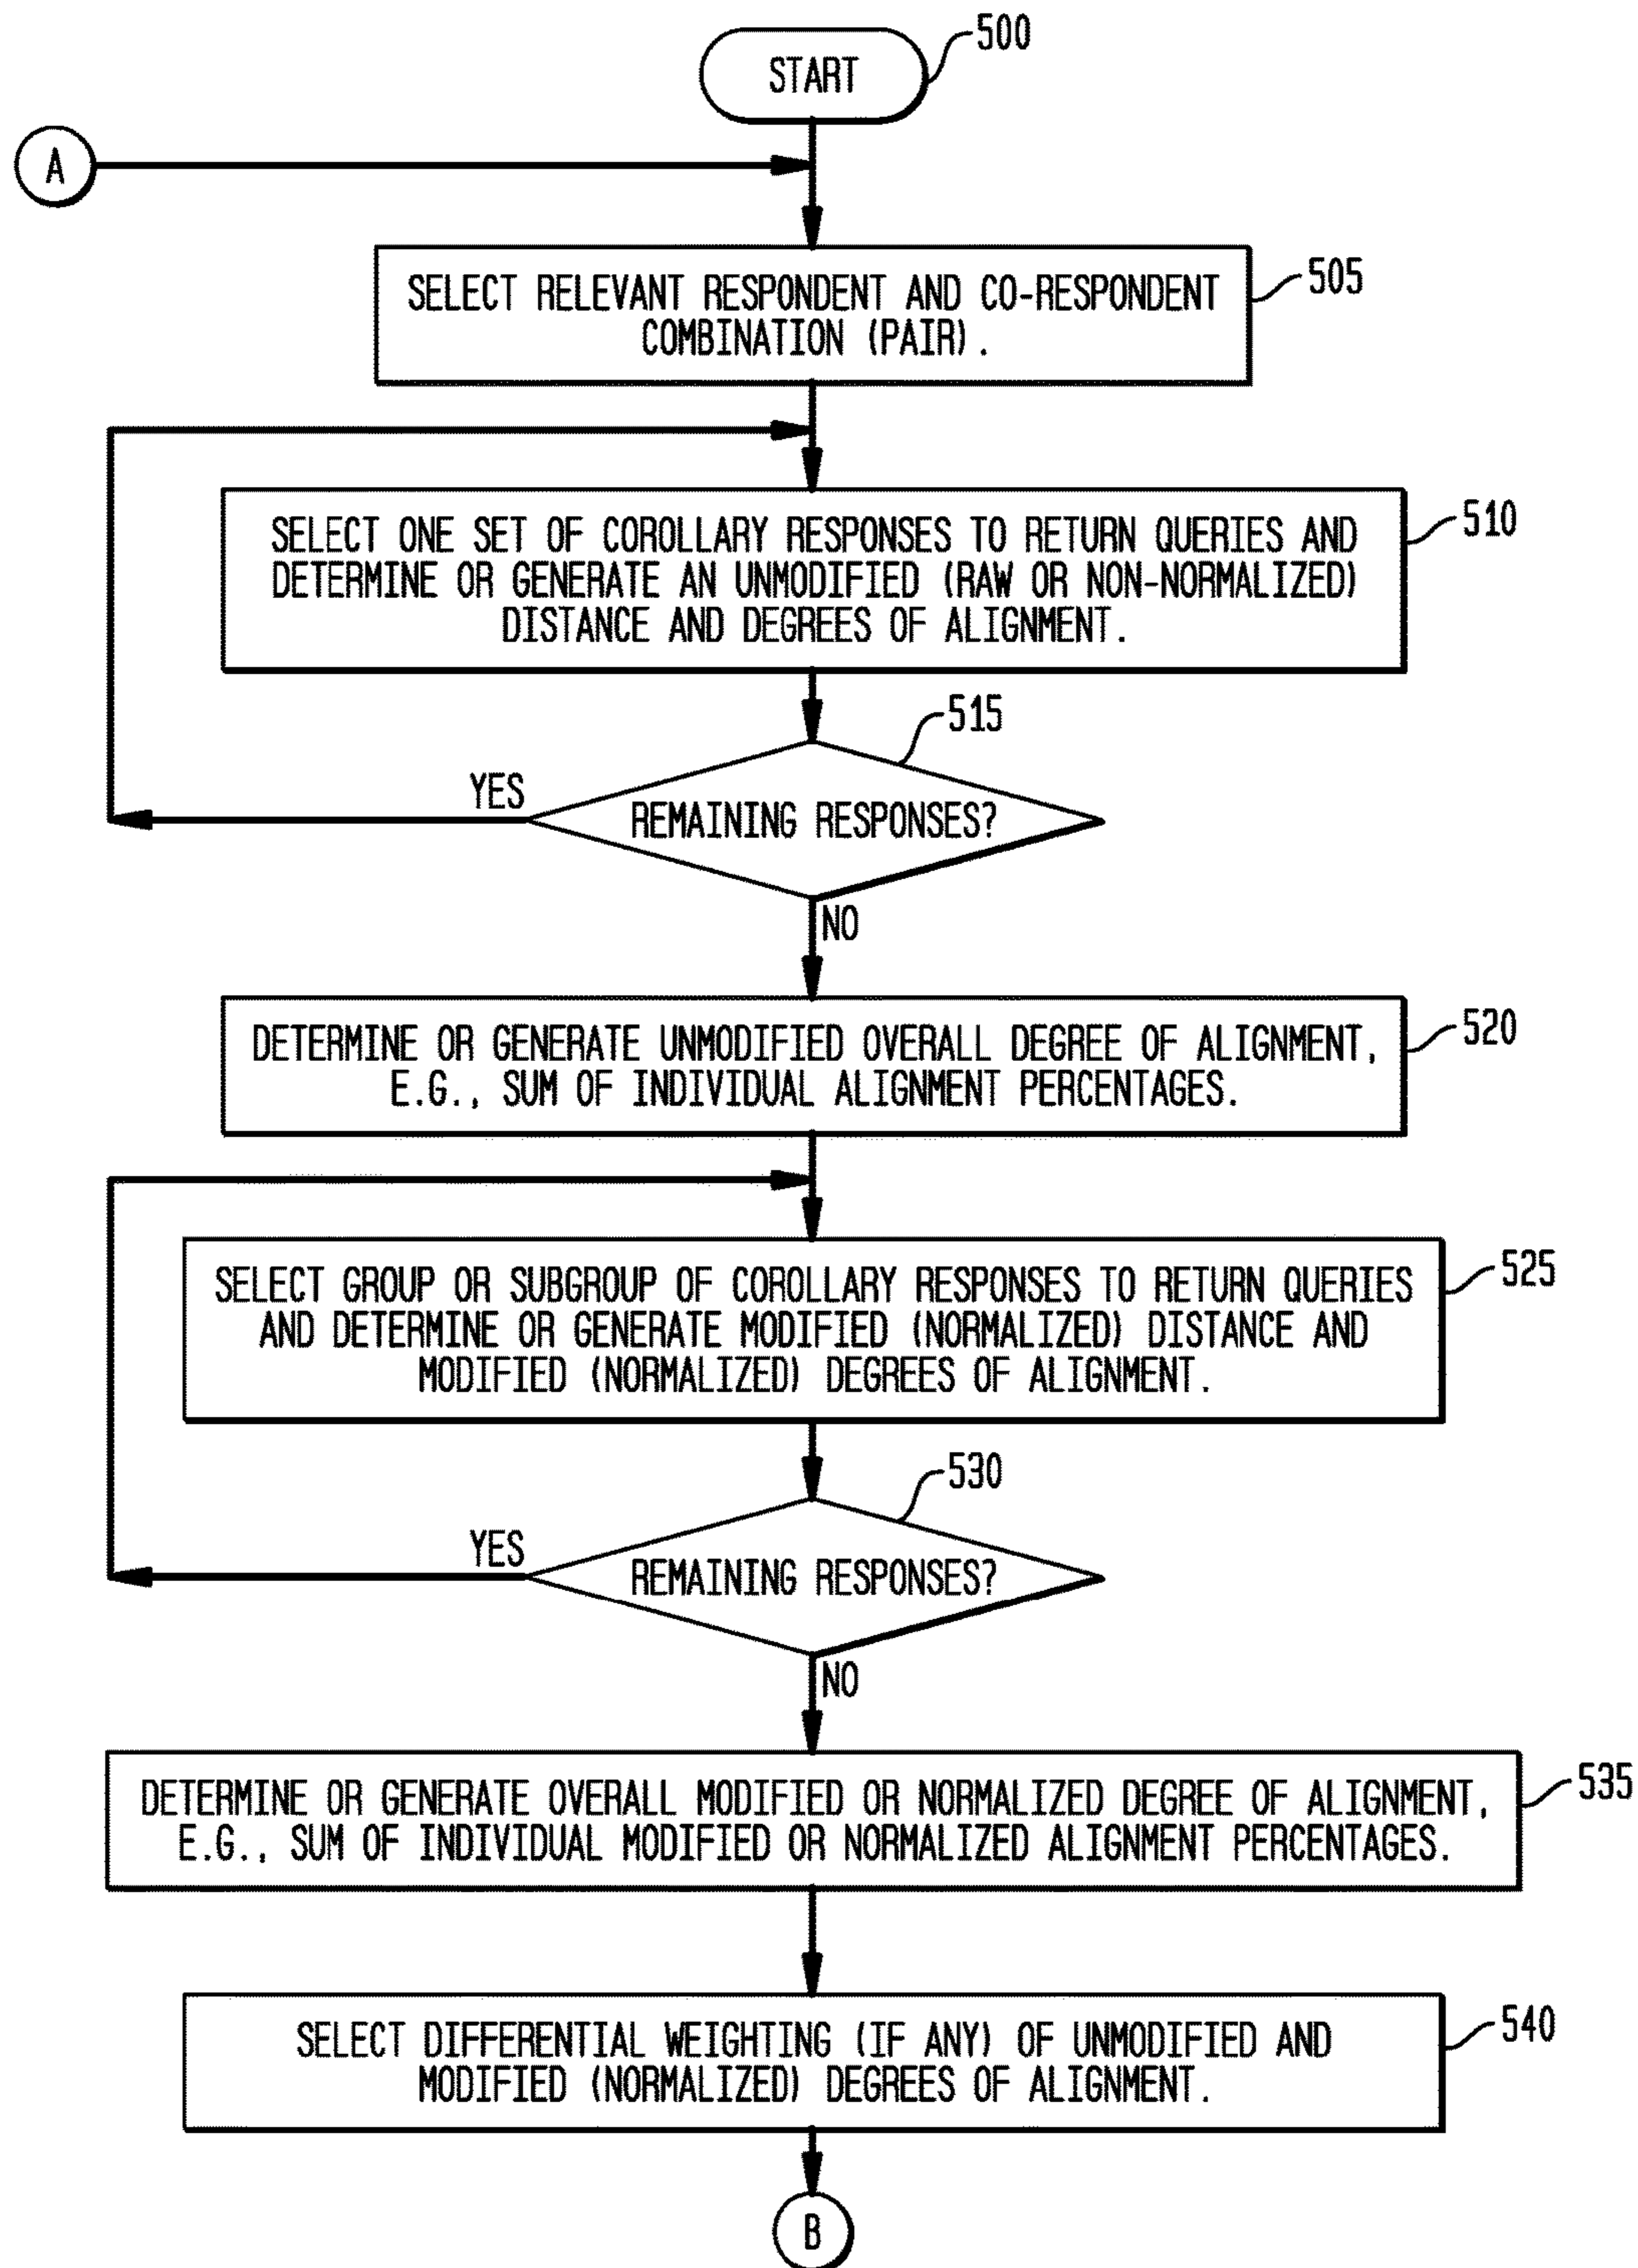 500
START
A
505
SELECT RELEVANT RESPONDENT AND CO-RESPONDENT
COMBINATION (PAIR).
510
SELECT ONE SET OF COROLLARY RESPONSES TO RETURN QUERIES AND
DETERMINE OR GENERATE AN UNMODIFIED (RAW OR NON-NORMALIZED)
DISTANCE AND DEGREES OF ALIGNMENT.
515
YES
REMAINING RESPONSES?
NO
520
DETERMINE OR GENERATE UNMODIFIED OVERALL DEGREE OF ALIGNMENT,
E.G., SUM OF INDIVIDUAL ALIGNMENT PERCENTAGES.
525
SELECT GROUP OR SUBGROUP OF COROLLARY RESPONSES TO RETURN QUERIES
AND DETERMINE OR GENERATE MODIFIED (NORMALIZED) DISTANCE AND
MODIFIED (NORMALIZED) DEGREES OF ALIGNMENT.
530
YES
REMAINING RESPONSES?
NO
535
DETERMINE OR GENERATE OVERALL MODIFIED OR NORMALIZED DEGREE OF ALIGNMENT,
E.G., SUM OF INDIVIDUAL MODIFIED OR NORMALIZED ALIGNMENT PERCENTAGES.
540
SELECT DIFFERENTIAL WEIGHTING (IF ANY) OF UNMODIFIED AND
MODIFIED (NORMALIZED) DEGREES OF ALIGNMENT.
B